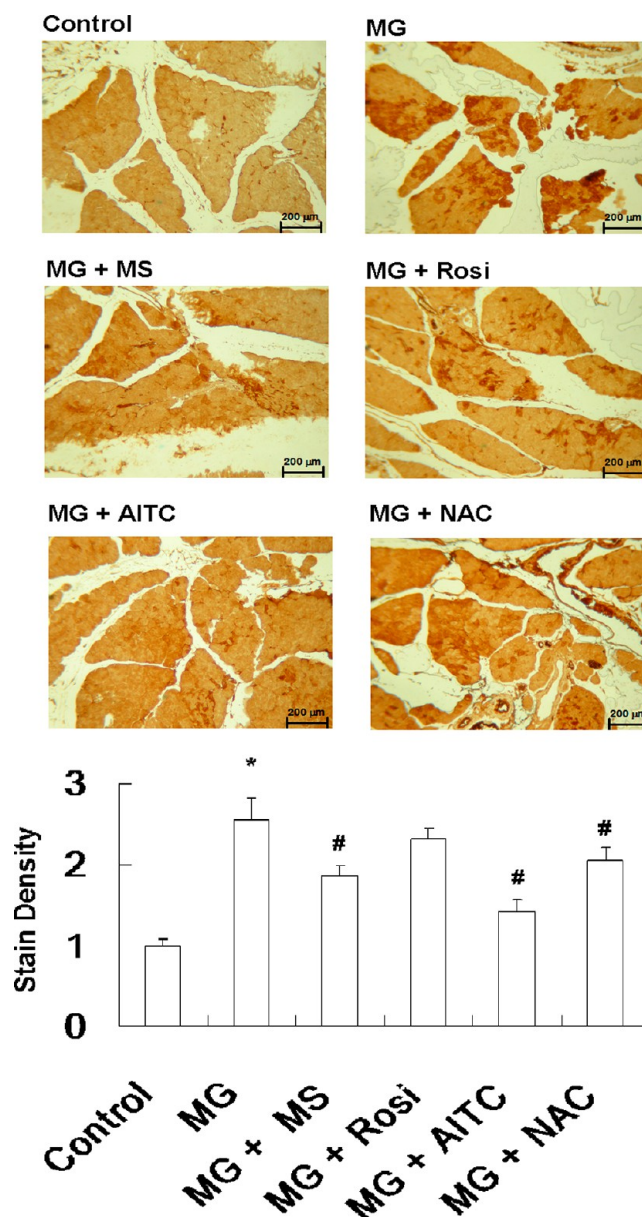 Control MG
200 µm 200 µm
MG + MS MG + Rosi
200 µm 200 µm
MG + AITC MG + NAC
200 µm 200 µm
3
*
#
#
2
#
1
0
Stain Density
Control
MG
MG + MS
MG + Rosi
MG + AITC
MG + NAC